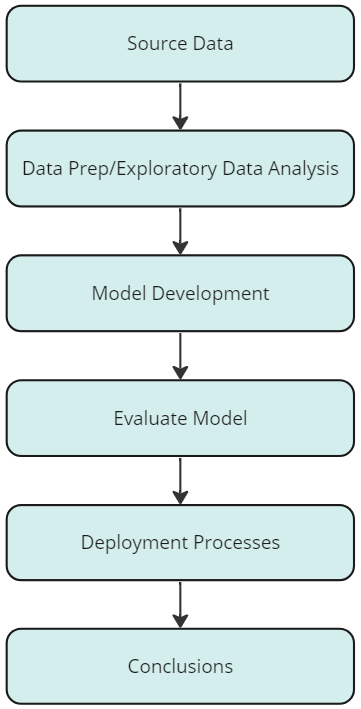 Source Data
Data Prep/Exploratory Data Analysis
Model Development
Evaluate Model
Deployment Processes
Conclusions